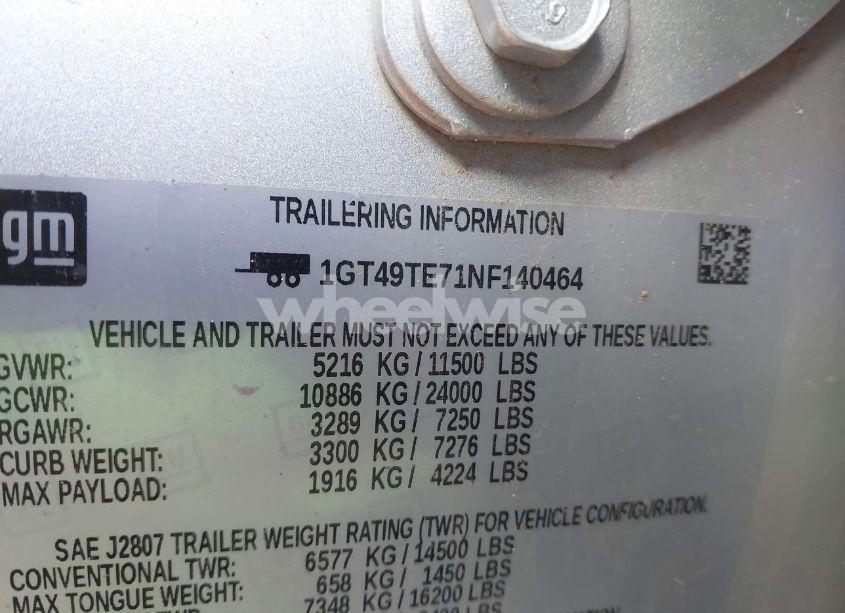 gm
TRAILERING INFORMATION
1GT49TE71NF140464
wheelwise
VEHICLE AND TRAILER MUST NOT EXCEED ANY OF THESE VALUES.
GVWR: 5216 KG / 11500 LBS
GCWR: 10886 KG / 24000 LBS
RGAWR: 3289 KG / 7250 LBS
CURB WEIGHT: 3300 KG / 7276 LBS
MAX PAYLOAD: 1916 KG / 4224 LBS
SAE J2807 TRAILER WEIGHT RATING (TWR) FOR VEHICLE CONFIGURATION.
CONVENTIONAL TWR: 6577 KG / 14500 LBS
MAX TONGUE WEIGHT: 658 KG / 1450 LBS
7348 KG / 16200 LBS